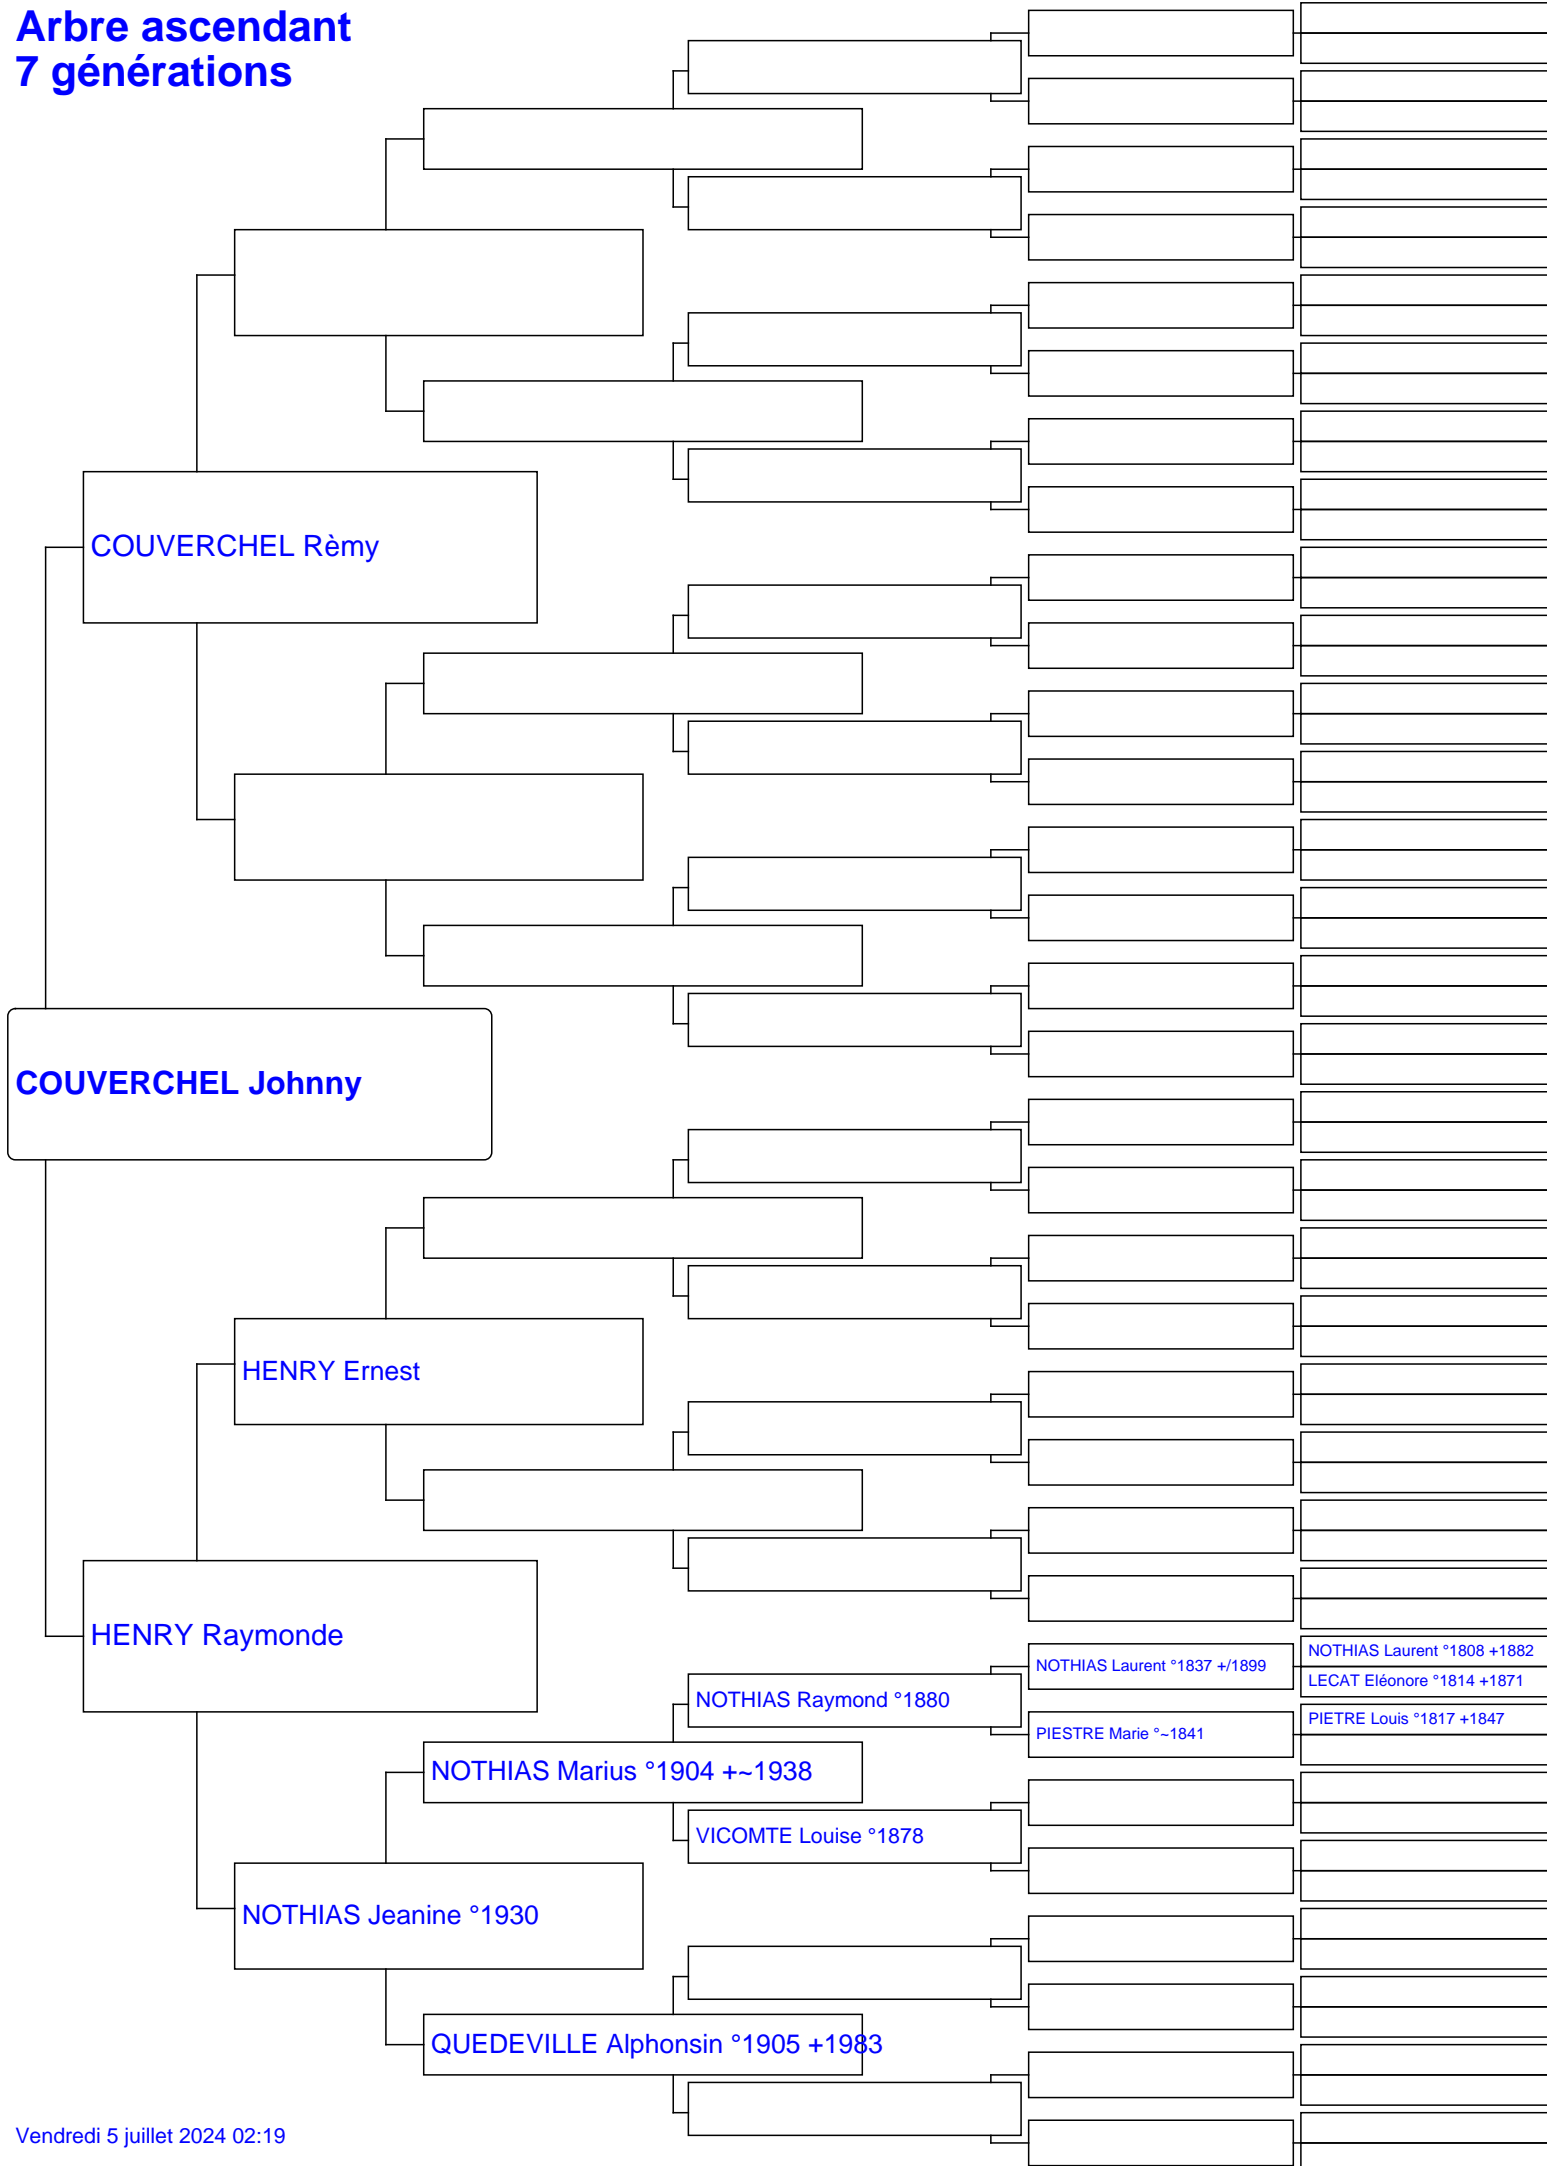 Arbre ascendant
7 générations
COUVERCHEL Rèmy
COUVERCHEL Johnny
HENRY Ernest
HENRY Raymonde
NOTHIAS Laurent °1808 +1882
NOTHIAS Laurent °1837 +/1899
LECAT Eléonore °1814 +1871
NOTHIAS Raymond °1880
PIETRE Louis °1817 +1847
PIESTRE Marie °~1841
NOTHIAS Marius °1904 +~1938
VICOMTE Louise °1878
NOTHIAS Jeanine °1930
QUEDEVILLE Alphonsin °1905 +1983
Vendredi 5 juillet 2024 02:19